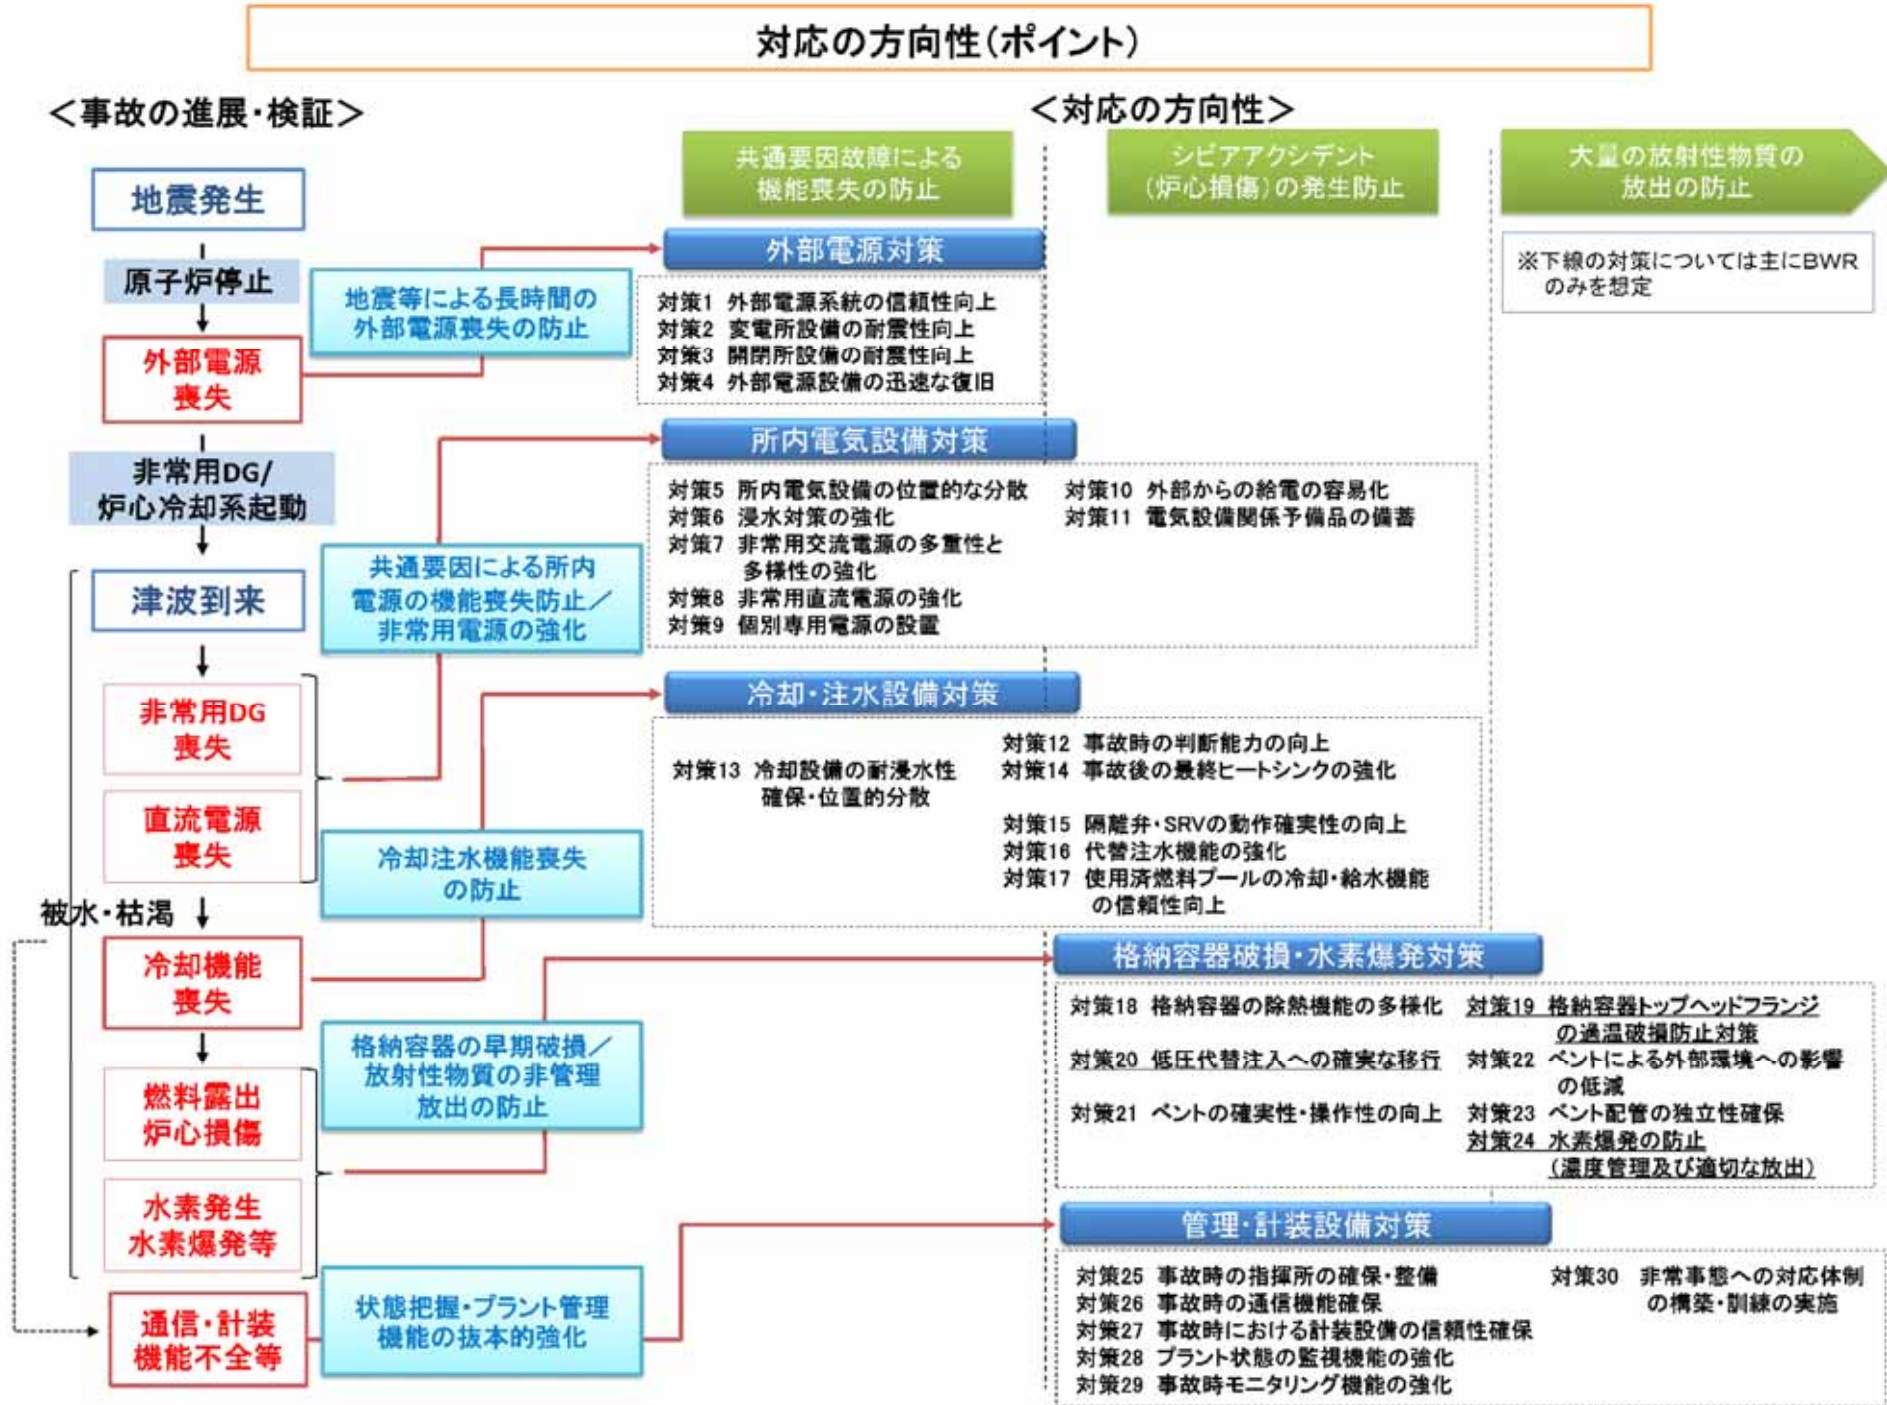 対応の方向性(ポイント)
＜事故の進展・検証＞
＜対応の方向性＞
共通要因故障による
機能喪失の防止
シビアアクシデント
(炉心損傷)の発生防止
大量の放射性物質の
放出の防止
※下線の対策については主にBWR
のみを想定
地震発生
原子炉停止
外部電源
喪失
非常用DG/
炉心冷却系起動
津波到来
非常用DG
喪失
直流電源
喪失
被水・枯渇
冷却機能
喪失
燃料露出
炉心損傷
水素発生
水素爆発等
通信・計装
機能不全等
地震等による長時間の
外部電源喪失の防止
共通要因による所内
電源の機能喪失防止／
非常用電源の強化
冷却注水機能喪失
の防止
格納容器の早期破損／
放射性物質の非管理
放出の防止
状態把握・プラント管理
機能の抜本的強化
外部電源対策
対策1 外部電源系統の信頼性向上
対策2 変電所設備の耐震性向上
対策3 開閉所設備の耐震性向上
対策4 外部電源設備の迅速な復旧
所内電気設備対策
対策5 所内電気設備の位置的な分散
対策6 浸水対策の強化
対策7 非常用交流電源の多重性と
多様性の強化
対策8 非常用直流電源の強化
対策9 個別専用電源の設置
対策10 外部からの給電の容易化
対策11 電気設備関係予備品の備蓄
冷却・注水設備対策
対策12 事故時の判断能力の向上
対策13 冷却設備の耐浸水性
確保・位置的分散
対策14 事故後の最終ヒートシンクの強化
対策15 隔離弁・SRVの動作確実性の向上
対策16 代替注水機能の強化
対策17 使用済燃料プールの冷却・給水機能
の信頼性向上
格納容器破損・水素爆発対策
対策18 格納容器の除熱機能の多様化
対策19 格納容器トップヘッドフランジ
の過温破損防止対策
対策20 低圧代替注入への確実な移行
対策22 ベントによる外部環境への影響
の低減
対策21 ベントの確実性・操作性の向上
対策23 ベント配管の独立性確保
対策24 水素爆発の防止
(濃度管理及び適切な放出)
管理・計装設備対策
対策25 事故時の指揮所の確保・整備
対策26 事故時の通信機能確保
対策27 事故時における計装設備の信頼性確保
対策28 プラント状態の監視機能の強化
対策29 事故時モニタリング機能の強化
対策30 非常事態への対応体制
の構築・訓練の実施